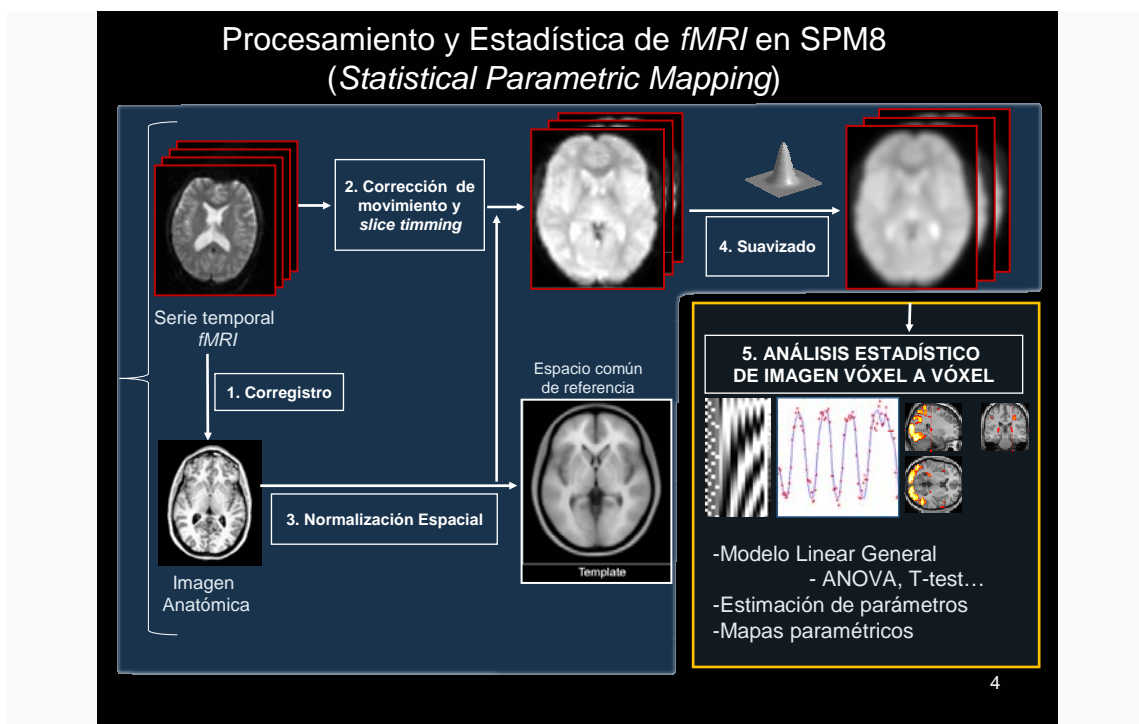 Procesamiento y Estadística de fMRI en SPM8
(Statistical Parametric Mapping)
2. Corrección de
movimiento y
slice timming
4. Suavizado
Serie temporal
fMRI
1. Corregistro
Espacio común
de referencia
3. Normalización Espacial
Template
Imagen
Anatómica
5. ANÁLISIS ESTADÍSTICO
DE IMAGEN VÓXEL A VÓXEL
-Modelo Linear General
- ANOVA, T-test…
-Estimación de parámetros
-Mapas paramétricos
4